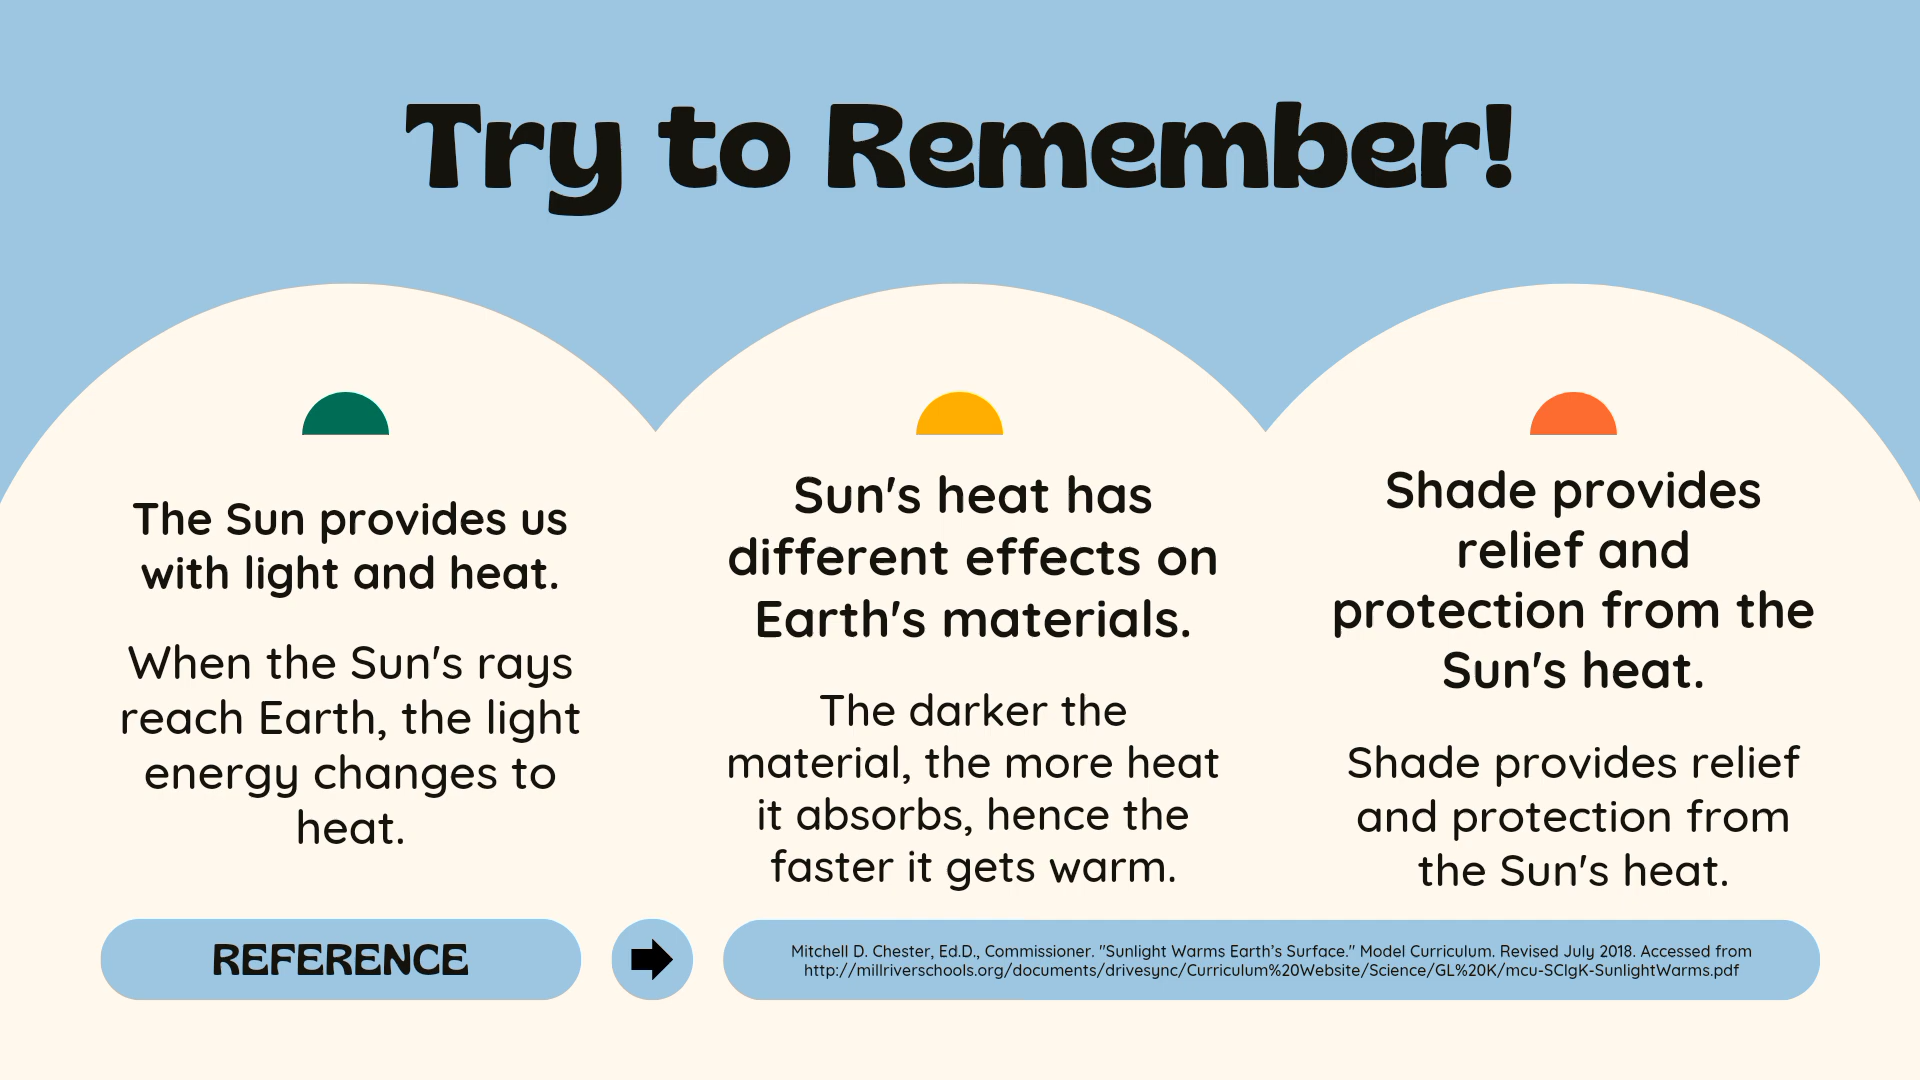 Try to Remember!
The Sun provides us
with light and heat.
When the Sun's rays
reach Earth, the light
energy changes to
heat.
Sun's heat has
different effects on
Earth's materials.
The darker the
material, the more heat
it absorbs, hence the
faster it gets warm.
Shade provides
relief and
protection from the
Sun's heat.
Shade provides relief
and protection from
the Sun's heat.
REFERENCE
Mitchell D. Chester, Ed.D., Commissioner. "Sunlight Warms Earth’s Surface." Model Curriculum. Revised July 2018. Accessed from
http://millriverschools.org/documents/drivesync/Curriculum%20Website/Science/GL%20K/mcu-SCIgK-SunlightWarms.pdf